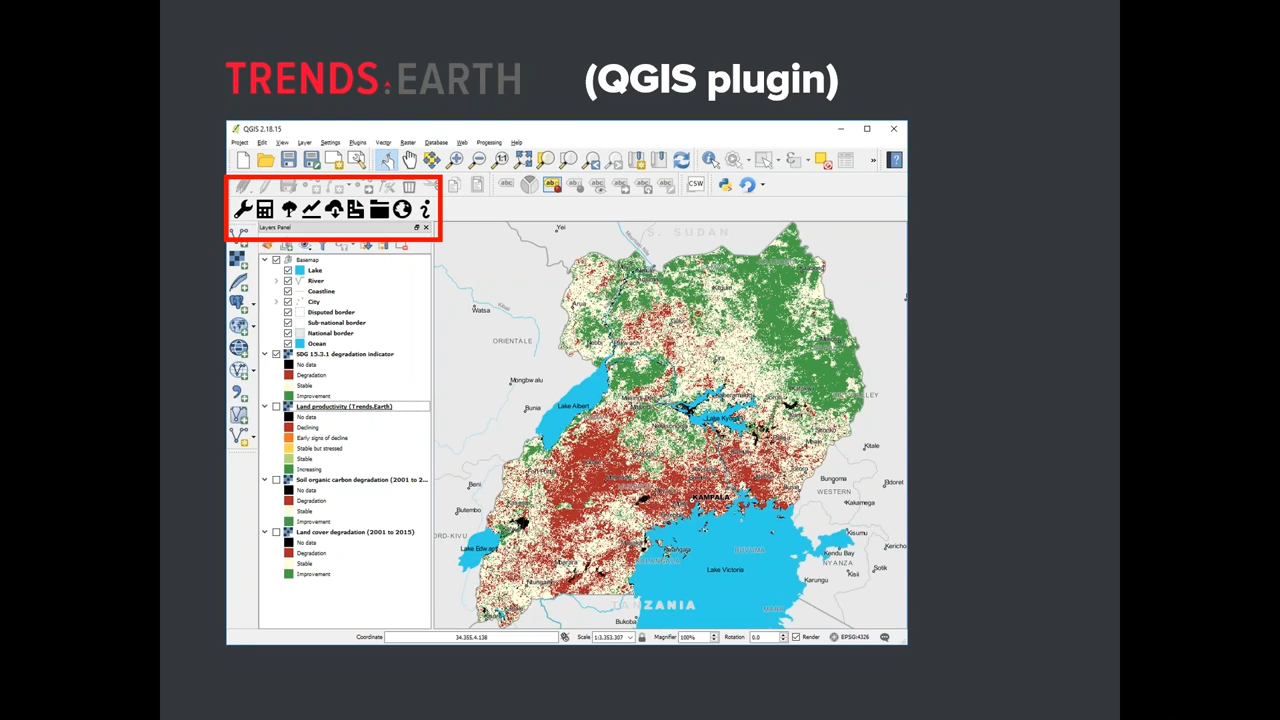 TRENDS.EARTH (QGIS plugin)
QGIS 2.18.15
Project Edit View Layer Settings Plugins Vector Raster Database Web Processing Help
abc
CSW
Layers Panel
Basemap
Lake
River
Coastline
City
Disputed border
Sub-national border
National border
Ocean
SDG 15.3.1 degradation indicator
No data
Degradation
Stable
Improvement
Land productivity (Trends.Earth)
No data
Declining
Early signs of decline
Stable but stressed
Stable
Increasing
Soil organic carbon degradation (2001 to 2...
No data
Degradation
Stable
Improvement
Land cover degradation (2001 to 2015)
No data
Degradation
Stable
Improvement
Yei
S. SUDAN
Watsa
ORIENTALE
Mongbwalu
Bunia
Lake Albert
Kitale
Beni
Butembo
Bungoma
Eldoret
WESTERN
Kakamega
KAMPALA
Kisumu
Kericho
Kendu Bay
NYANZA
Kisii
Sotik
Karungu
Lake Victoria
TANZANIA
Bukoba
Coordinate 34.355,4.138 Scale 1:3.353.307 Magnifier 100% Rotation 0.0 Render EPSG:4326